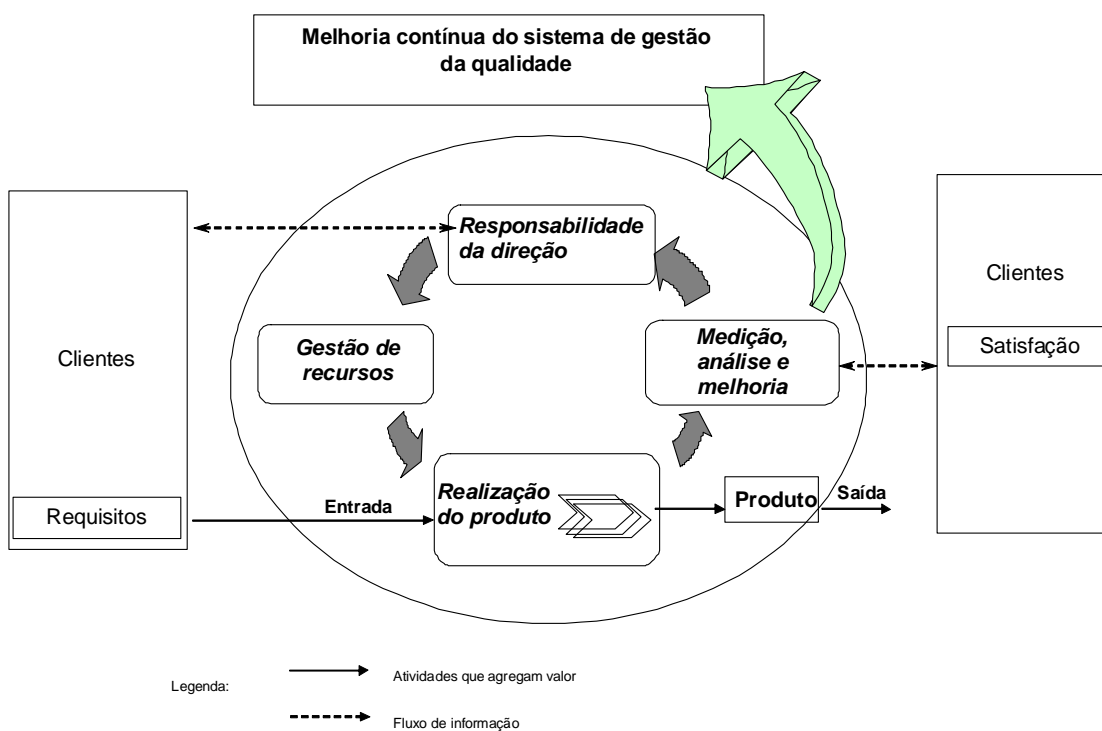 Melhoria contínua do sistema de gestão
da qualidade
Responsabilidade
da direção
Clientes
Clientes
Gestão de
recursos
Medição,
análise e
melhoria
Satisfação
Requisitos
Entrada
Realização
do produto
Produto
Saída
Legenda:
Atividades que agregam valor
Fluxo de informação